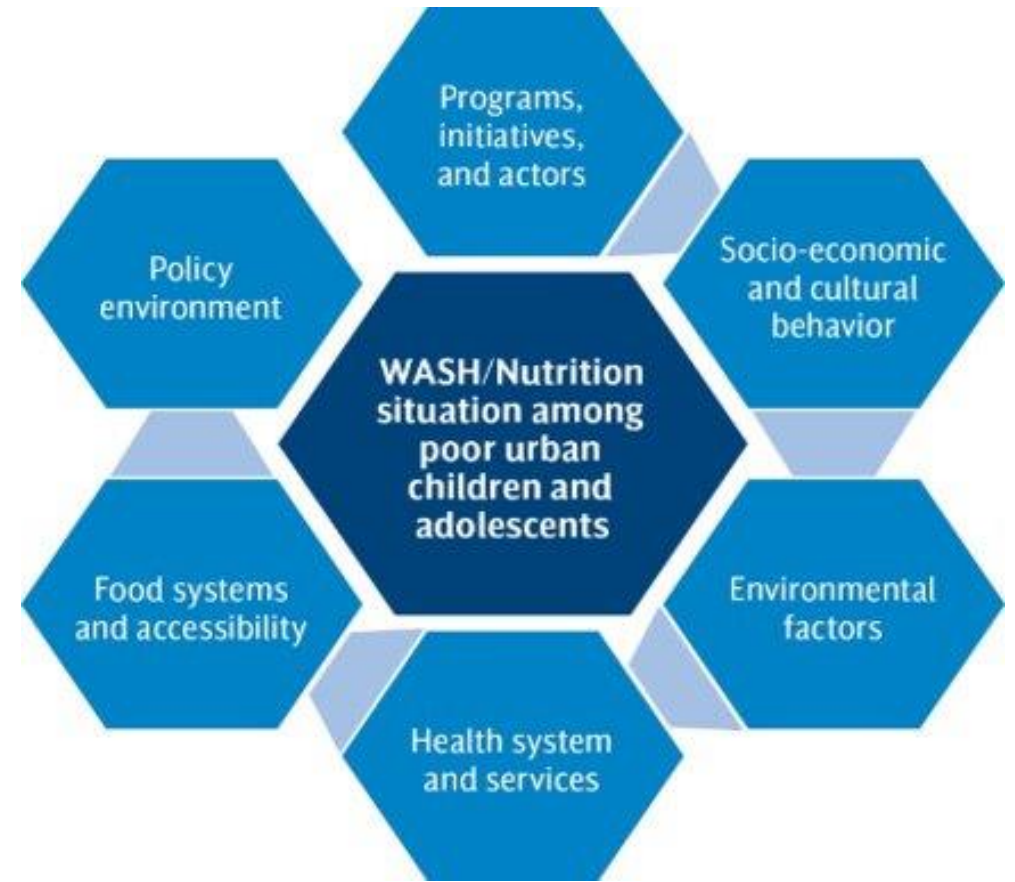 Programs,
initiatives,
and actors
Socio-economic
and cultural
behavior
Environmental
factors
Health system
and services
Food systems
and accessibility
Policy
environment
WASH/Nutrition
situation among
poor urban
children and
adolescents